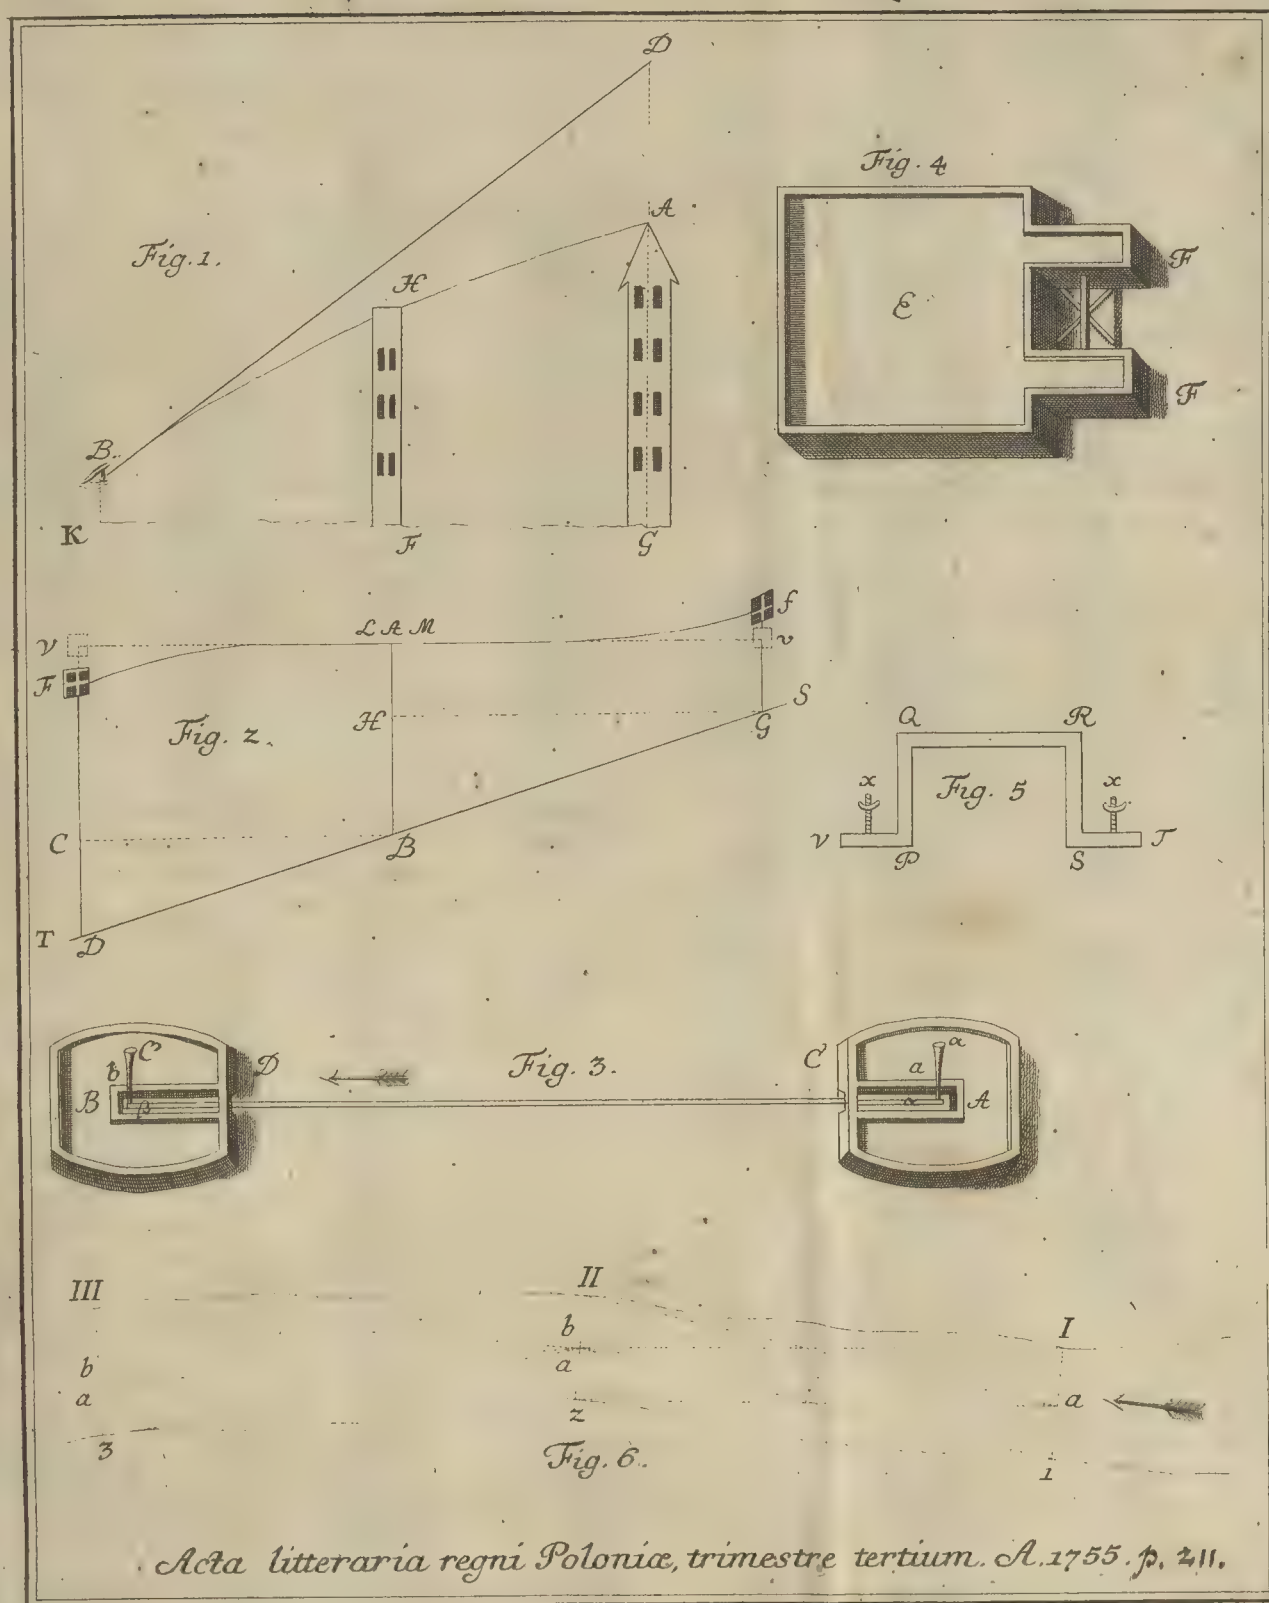 D
Fig. 4
A
Fig. 1.
H
F
E
B.
F
K
F
G
f
V
L A M
v
F
S
H
G
Fig. 2.
Q
R
x
Fig. 5
x
C
B
V
P
S
T
T
D
C
D
Fig. 3.
C
a
α
b
B
β
α
A
III
II
I
b
b
a
a
a
z
3
Fig. 6.
1
Acta litteraria regni Poloniæ, trimestre tertium. A. 1755. p. 211.